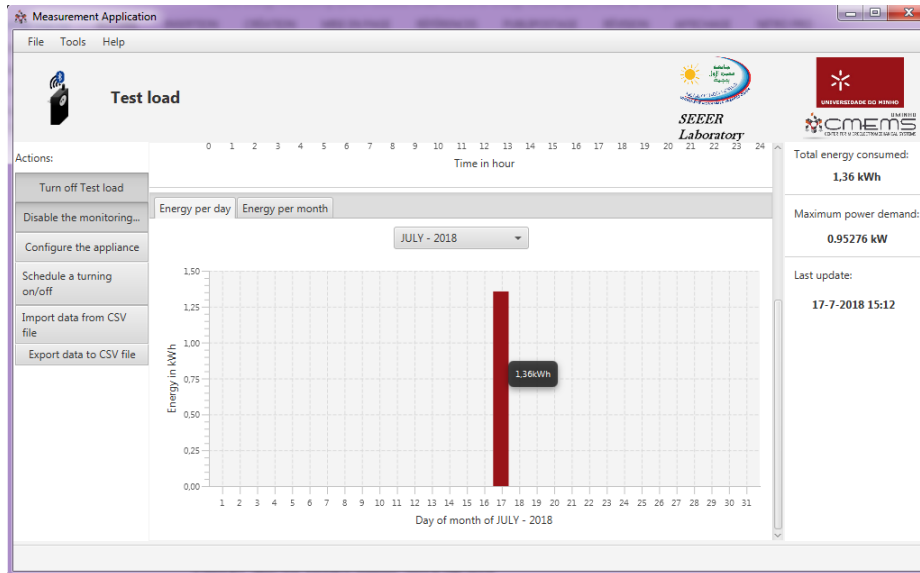 Measurement Application
File Tools Help
Test load
SEEER
Laboratory
UNIVERSIDADE DO MINHO
UMINHO
CMEMS
Actions:
Turn off Test load
Disable the monitoring...
Configure the appliance
Schedule a turning
on/off
Import data from CSV
file
Export data to CSV file
0 1 2 3 4 5 6 7 8 9 10 11 12 13 14 15 16 17 18 19 20 21 22 23 24
Time in hour
Energy per day Energy per month
JULY - 2018
Energy in kWh
1,50
1,25
1,00
0,75
0,50
0,25
0,00
1,36kWh
1 2 3 4 5 6 7 8 9 10 11 12 13 14 15 16 17 18 19 20 21 22 23 24 25 26 27 28 29 30 31
Day of month of JULY - 2018
Total energy consumed:
1,36 kWh
Maximum power demand:
0.95276 kW
Last update:
17-7-2018 15:12